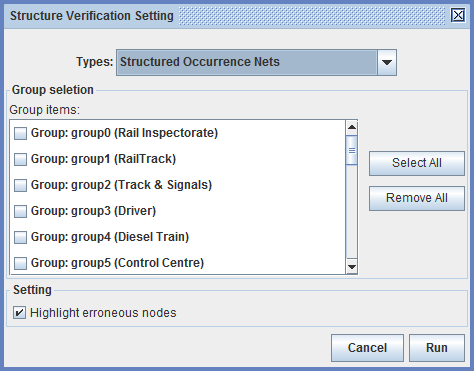 Structure Verification Setting
Types: Structured Occurrence Nets
Group seletion
Group items:
Group: group0 (Rail Inspectorate)
Group: group1 (RailTrack)
Group: group2 (Track & Signals)
Group: group3 (Driver)
Group: group4 (Diesel Train)
Group: group5 (Control Centre)
Select All
Remove All
Setting
Highlight erroneous nodes
Cancel Run